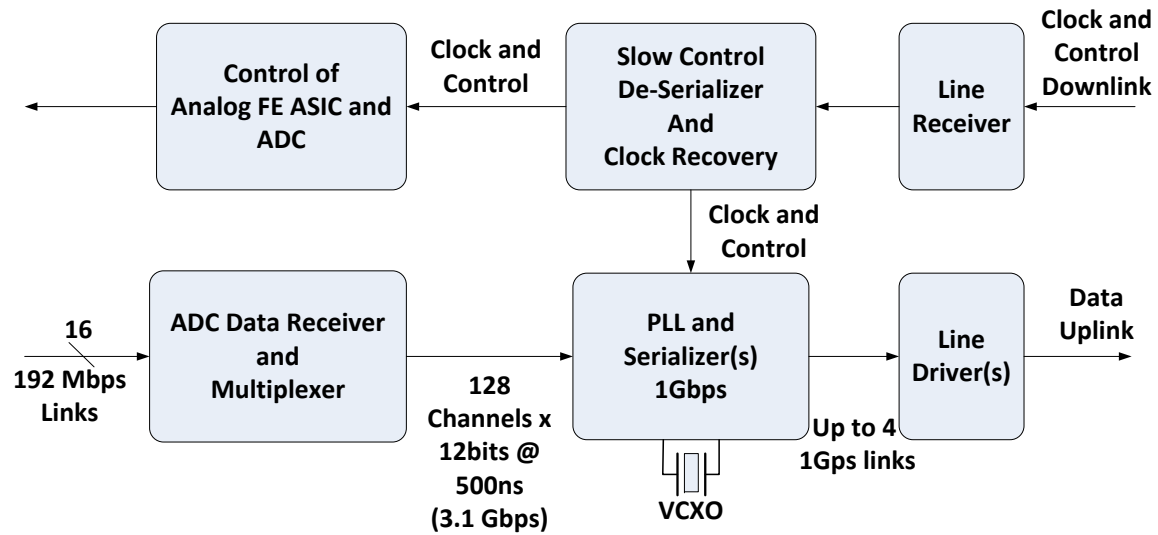 Control of
Analog FE ASIC and
ADC
Clock and
Control
Slow Control
De-Serializer
And
Clock Recovery
Line
Receiver
Clock and
Control
Downlink
Clock and
Control
16
192 Mbps
Links
ADC Data Receiver
and
Multiplexer
128
Channels x
12bits @
500ns
(3.1 Gbps)
PLL and
Serializer(s)
1Gbps
VCXO
Up to 4
1Gps links
Line
Driver(s)
Data
Uplink